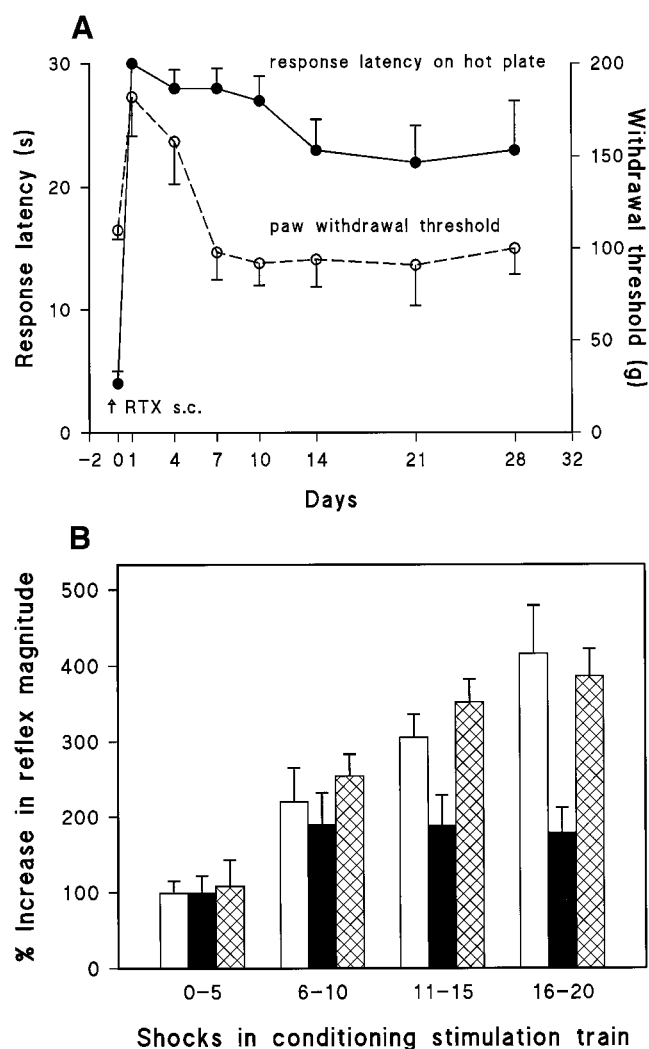 A
30
20
10
0
Response latency (s)
response latency on hot plate
paw withdrawal threshold
↑ RTX s.c.
200
150
100
50
0
Withdrawal threshold (g)
-2 0 1 4 7 10 14 21 28 32
Days
B
500
400
300
200
100
0
% Increase in reflex magnitude
0-5 6-10 11-15 16-20
Shocks in conditioning stimulation train